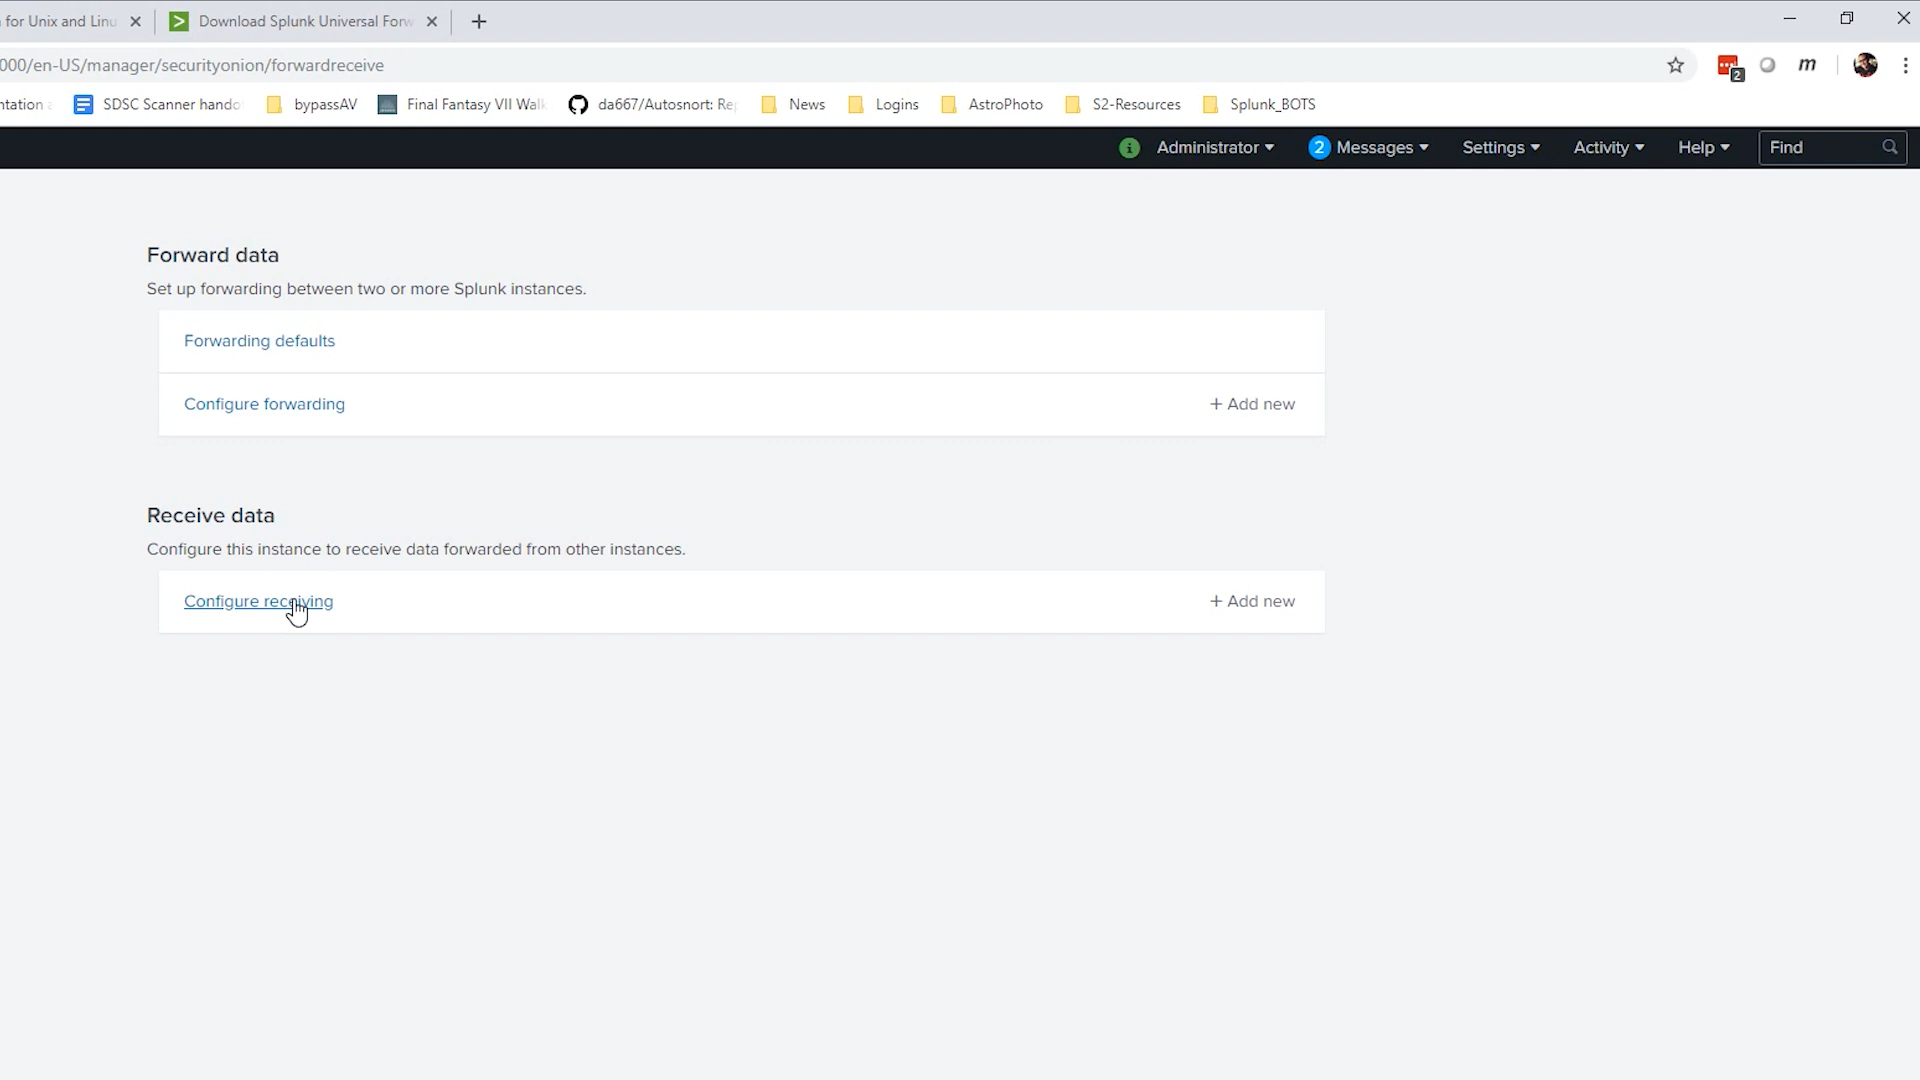 for Unix and Linu
Download Splunk Universal Forw
000/en-US/manager/securityonion/forwardreceive
2
ntation
SDSC Scanner hando
bypassAV
Final Fantasy VII Walk
da667/Autosnort: Rep
News
Logins
AstroPhoto
S2-Resources
Splunk_BOTS
Administrator
2 Messages
Settings
Activity
Help
Find
Forward data
Set up forwarding between two or more Splunk instances.
Forwarding defaults
Configure forwarding
+ Add new
Receive data
Configure this instance to receive data forwarded from other instances.
Configure receiving
+ Add new